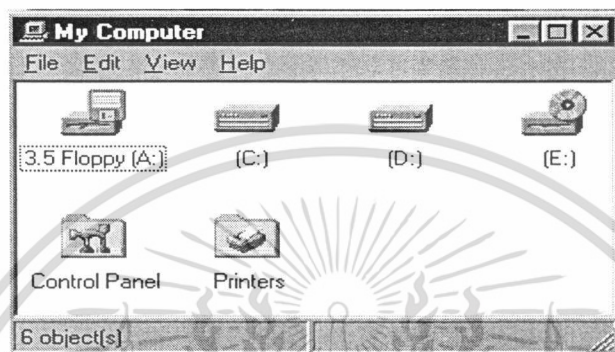 My Computer
File Edit View Help
3.5 Floppy (A:) (C:) (D:) (E:)
Control Panel Printers
6 object(s)